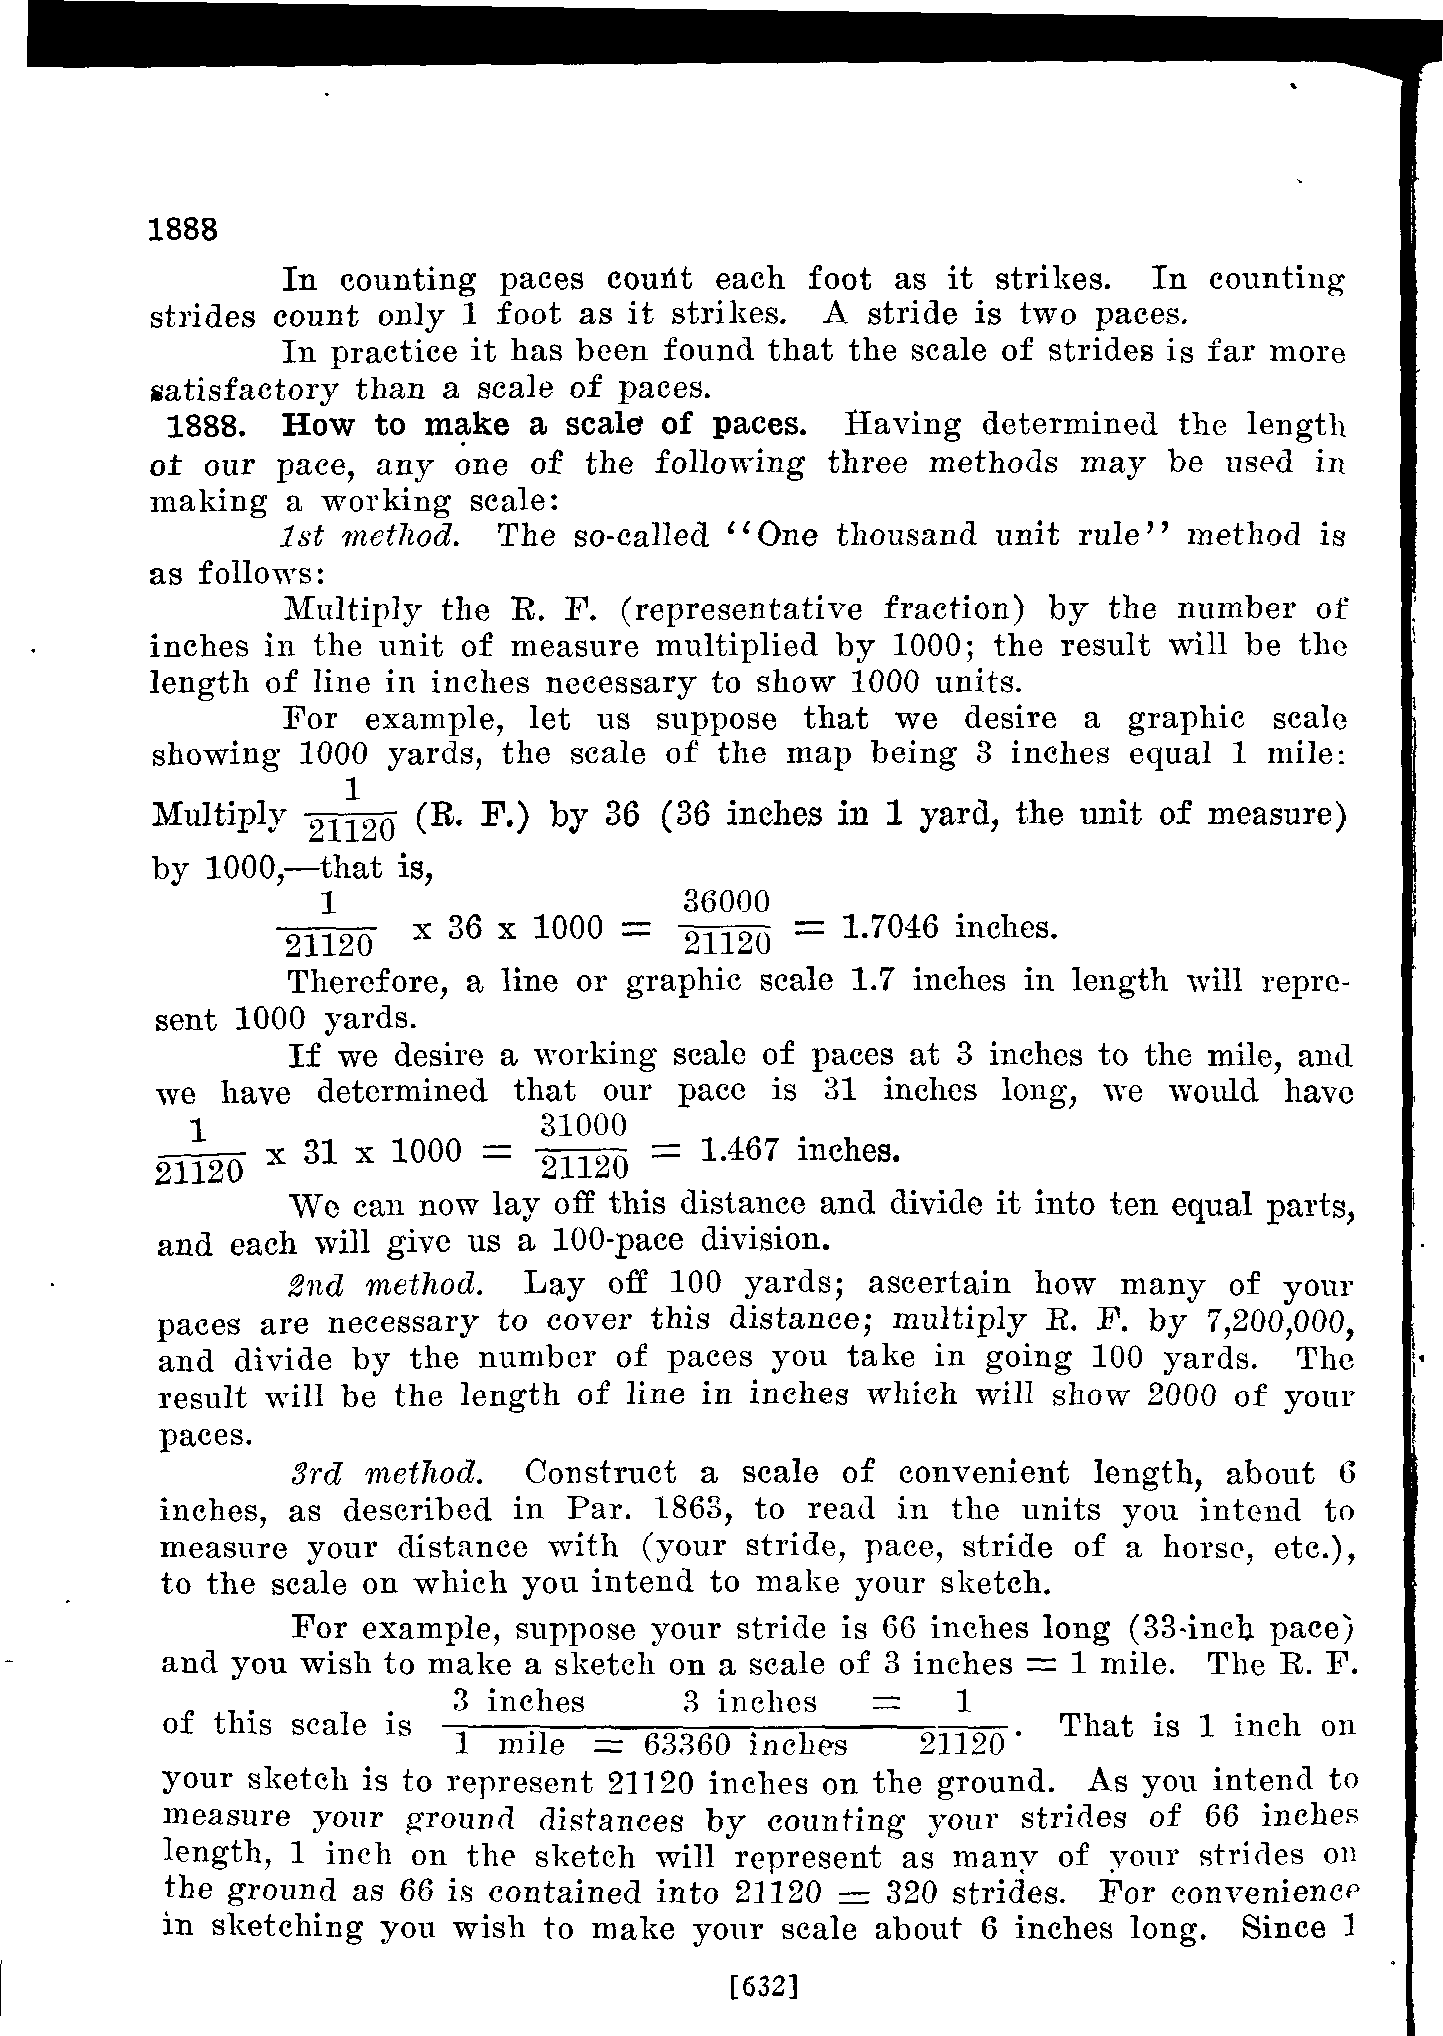 1888
In counting paces count each foot as it strikes. In counting
strides count only 1 foot as it strikes. A stride is two paces.
In practice it has been found that the scale of strides is far more
satisfactory than a scale of paces.
1888. How to make a scale of paces. Having determined the length
of our pace, any one of the following three methods may be used in
making a working scale:
1st method. The so-called ‘‘One thousand unit rule’’ method is
as follows:
Multiply the R. F. (representative fraction) by the number of
inches in the unit of measure multiplied by 1000; the result will be the
length of line in inches necessary to show 1000 units.
For example, let us suppose that we desire a graphic scale
showing 1000 yards, the scale of the map being 3 inches equal 1 mile:
Multiply 1/21120 (R. F.) by 36 (36 inches in 1 yard, the unit of measure)
by 1000,—that is,
1/21120 x 36 x 1000 = 36000/21120 = 1.7046 inches.
Therefore, a line or graphic scale 1.7 inches in length will repre-
sent 1000 yards.
If we desire a working scale of paces at 3 inches to the mile, and
we have determined that our pace is 31 inches long, we would have
1/21120 x 31 x 1000 = 31000/21120 = 1.467 inches.
We can now lay off this distance and divide it into ten equal parts,
and each will give us a 100-pace division.
2nd method. Lay off 100 yards; ascertain how many of your
paces are necessary to cover this distance; multiply R. F. by 7,200,000,
and divide by the number of paces you take in going 100 yards. The
result will be the length of line in inches which will show 2000 of your
paces.
3rd method. Construct a scale of convenient length, about 6
inches, as described in Par. 1863, to read in the units you intend to
measure your distance with (your stride, pace, stride of a horse, etc.),
to the scale on which you intend to make your sketch.
For example, suppose your stride is 66 inches long (33-inch pace)
and you wish to make a sketch on a scale of 3 inches = 1 mile. The R. F.
of this scale is 3 inches/1 mile = 3 inches/63360 inches = 1/21120. That is 1 inch on
your sketch is to represent 21120 inches on the ground. As you intend to
measure your ground distances by counting your strides of 66 inches
length, 1 inch on the sketch will represent as many of your strides on
the ground as 66 is contained into 21120 = 320 strides. For convenience
in sketching you wish to make your scale about 6 inches long. Since 1
[632]